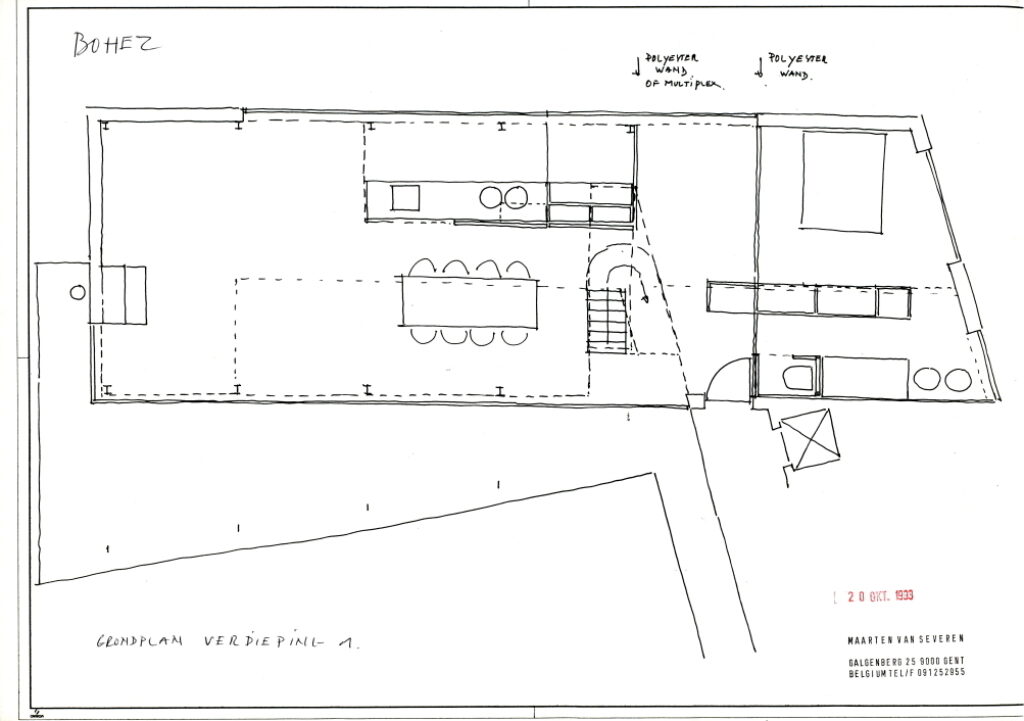 BOHEZ
POLYESTER
WAND
OF MULTIPLEX.
POLYESTER
WAND.
20 OKT. 1993
GRONDPLAN VERDIEPING 1.
MAARTEN VAN SEVEREN
GALGENBERG 25 9000 GENT
BELGIUM TEL/F 091252955